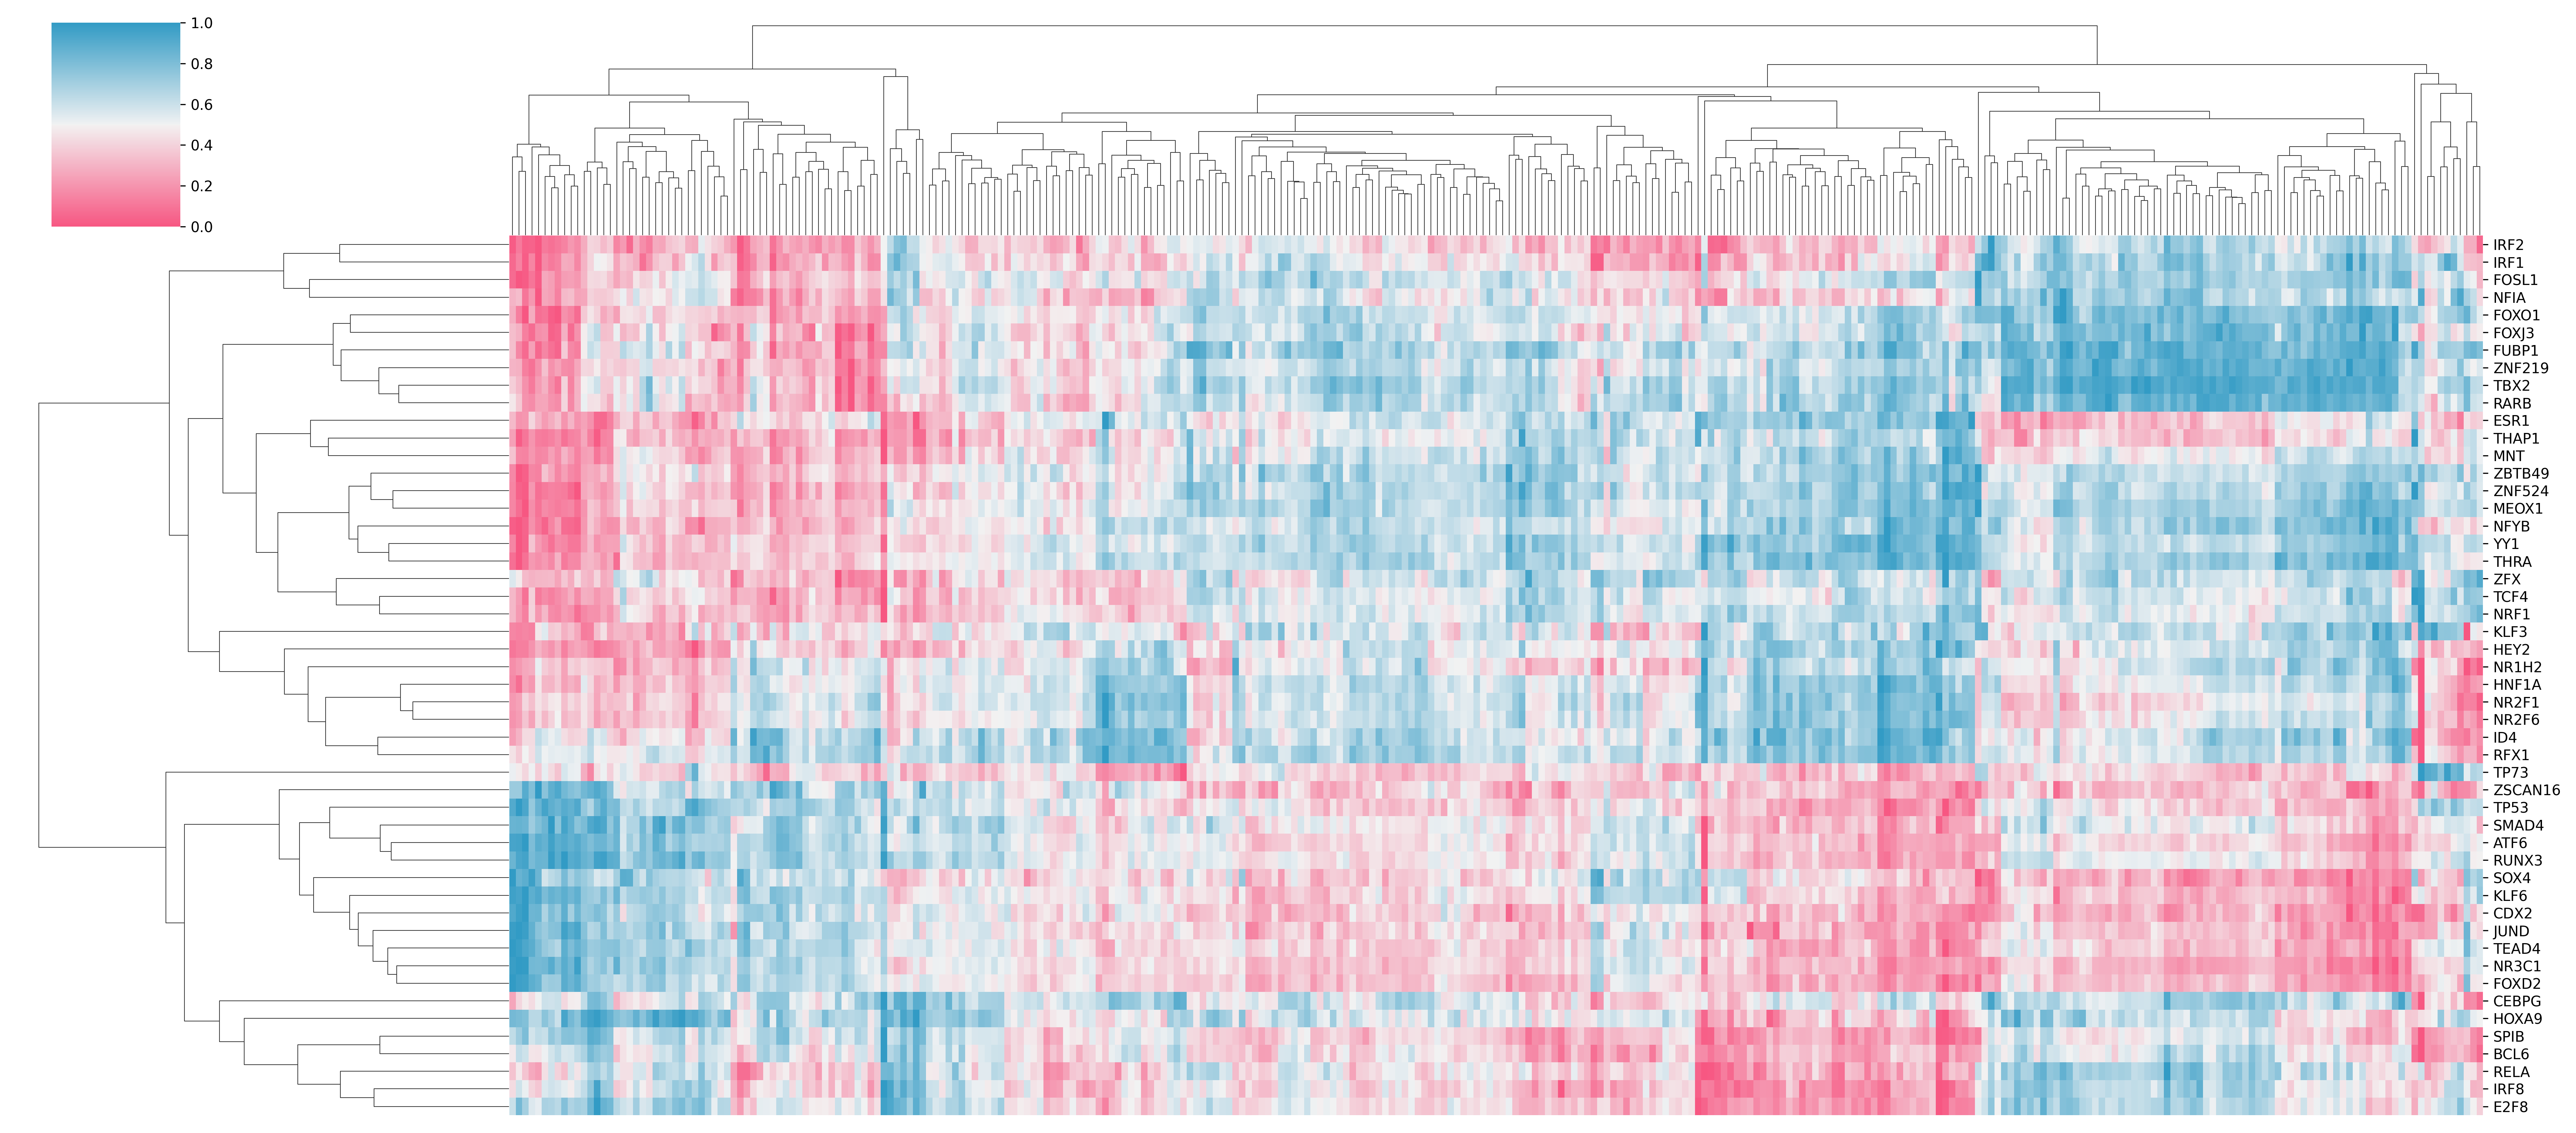 1.0
0.8
0.6
0.4
0.2
0.0
IRF2
IRF1
FOSL1
NFIA
FOXO1
FOXJ3
FUBP1
ZNF219
TBX2
RARB
ESR1
THAP1
MNT
ZBTB49
ZNF524
MEOX1
NFYB
YY1
THRA
ZFX
TCF4
NRF1
KLF3
HEY2
NR1H2
HNF1A
NR2F1
NR2F6
ID4
RFX1
TP73
ZSCAN16
TP53
SMAD4
ATF6
RUNX3
SOX4
KLF6
CDX2
JUND
TEAD4
NR3C1
FOXD2
CEBPG
HOXA9
SPIB
BCL6
RELA
IRF8
E2F8